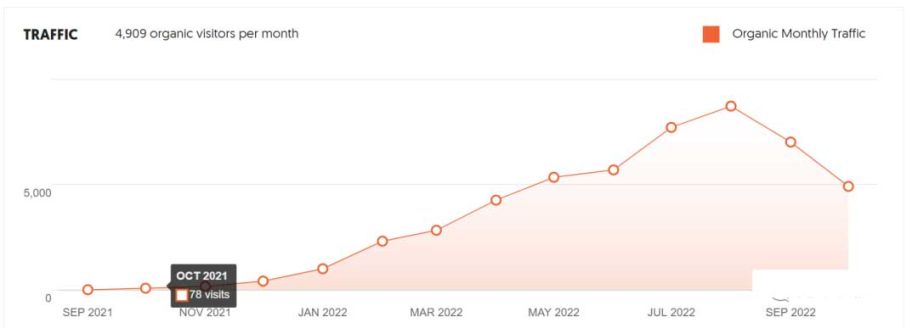 TRAFFIC 4,909 organic visitors per month Organic Monthly Traffic
5,000
OCT 2021
78 visits
0
SEP 2021 NOV 2021 JAN 2022 MAR 2022 MAY 2022 JUL 2022 SEP 2022